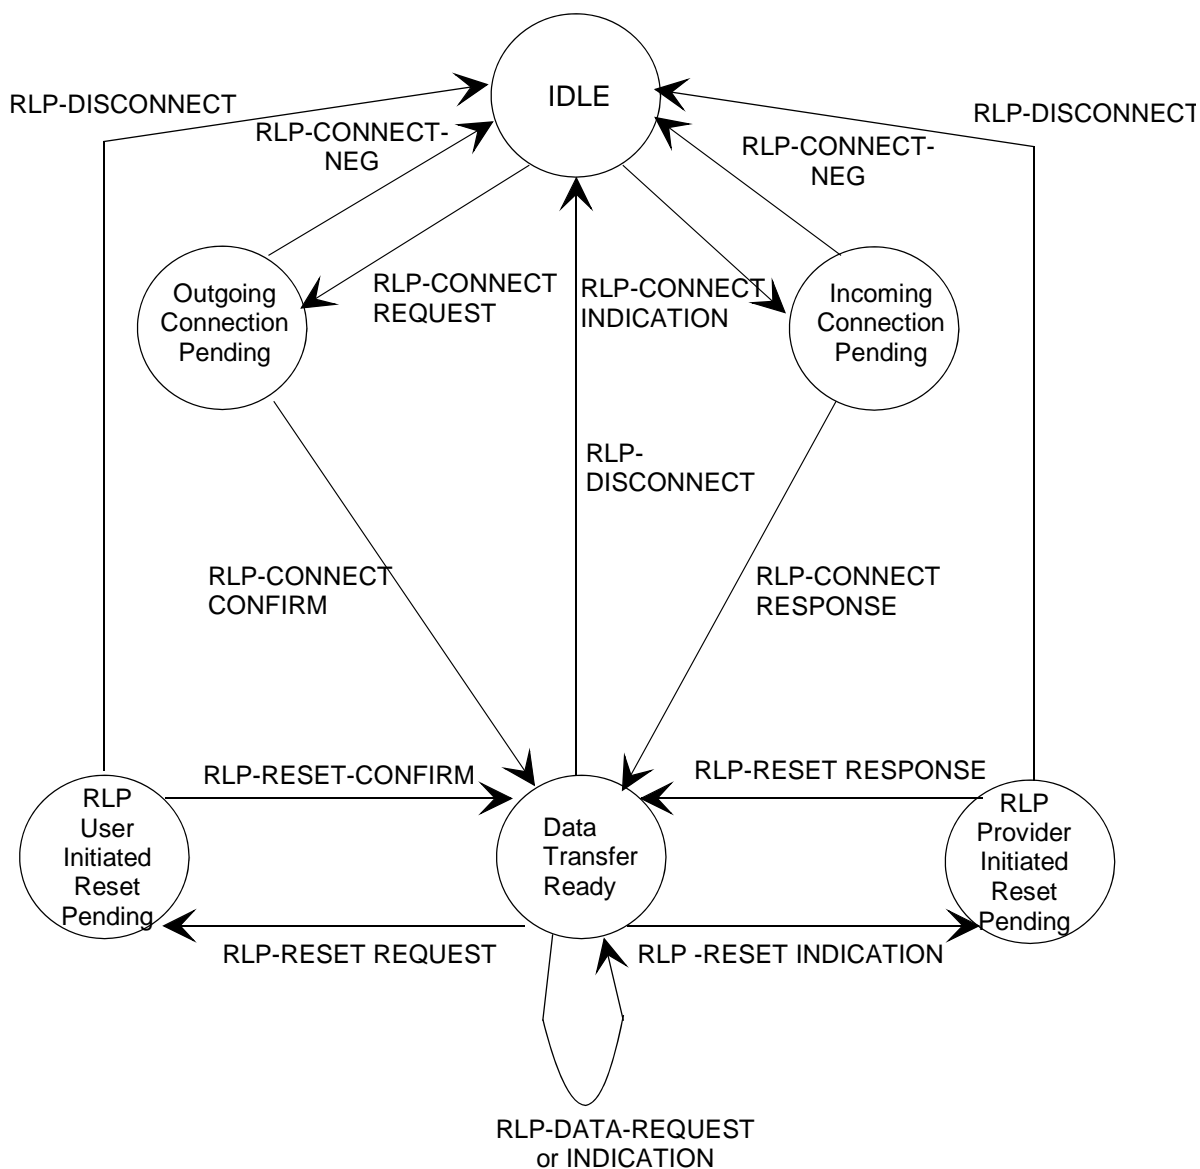 IDLE
RLP-DISCONNECT
RLP-CONNECT-
NEG
RLP-CONNECT-
NEG
RLP-DISCONNECT
Outgoing
Connection
Pending
RLP-CONNECT
REQUEST
RLP-CONNECT
INDICATION
Incoming
Connection
Pending
RLP-
DISCONNECT
RLP-CONNECT
CONFIRM
RLP-CONNECT
RESPONSE
RLP-RESET-CONFIRM
RLP-RESET RESPONSE
RLP
User
Initiated
Reset
Pending
Data
Transfer
Ready
RLP
Provider
Initiated
Reset
Pending
RLP-RESET REQUEST
RLP -RESET INDICATION
RLP-DATA-REQUEST
or INDICATION